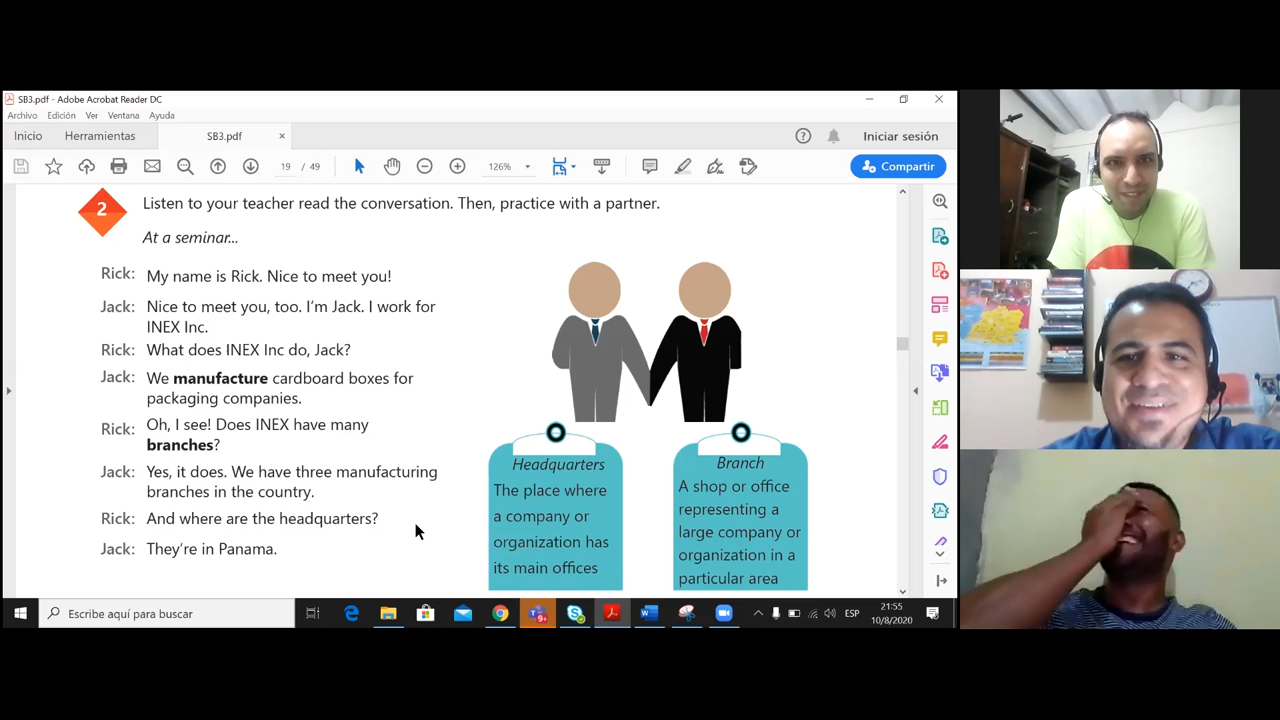 SB3.pdf - Adobe Acrobat Reader DC
Archivo Edición Ver Ventana Ayuda
Inicio Herramientas SB3.pdf × Iniciar sesión
19 / 49 126% Compartir
2 Listen to your teacher read the conversation. Then, practice with a partner.
At a seminar...
Rick: My name is Rick. Nice to meet you!
Jack: Nice to meet you, too. I'm Jack. I work for
INEX Inc.
Rick: What does INEX Inc do, Jack?
Jack: We manufacture cardboard boxes for
packaging companies.
Rick: Oh, I see! Does INEX have many
branches?
Jack: Yes, it does. We have three manufacturing
branches in the country.
Rick: And where are the headquarters?
Jack: They're in Panama.
Headquarters
The place where
a company or
organization has
its main offices
Branch
A shop or office
representing a
large company or
organization in a
particular area
Escribe aquí para buscar
9+
ESP
21:55
10/8/2020